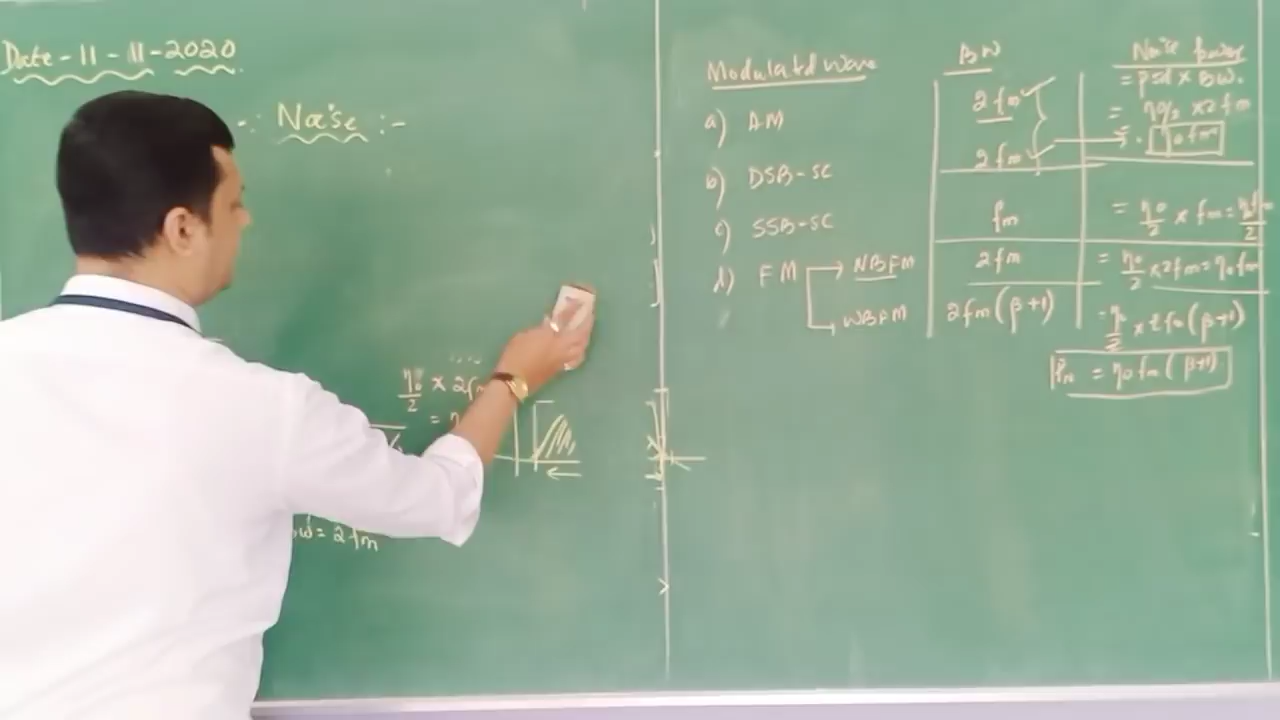 Date - 11 - 11 - 2020
-: Noise :-
η0/2 × 2fm
= η
BW = 2fm
Modulated wave
a) AM
b) DSB-SC
c) SSB-SC
d) FM → NBFM
→ WBFM
BW
2fm
2fm
fm
2fm
2fm(β+1)
Noise power
= psd × BW.
= η0/2 × 2fm
= η0fm
= η0/2 × fm = η0fm/2
= η0/2 × 2fm = η0fm
= η0/2 × 2fm(β+1)
Pn = η0fm(β+1)